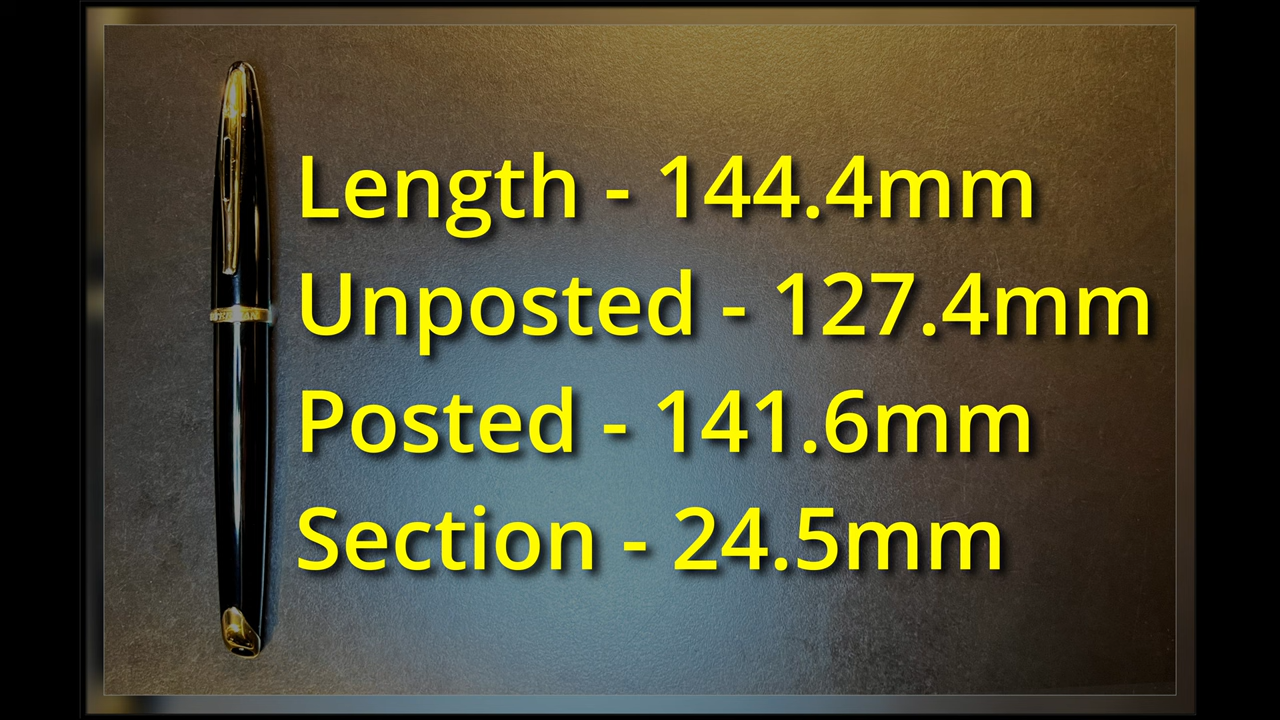 Length - 144.4mm
Unposted - 127.4mm
Posted - 141.6mm
Section - 24.5mm